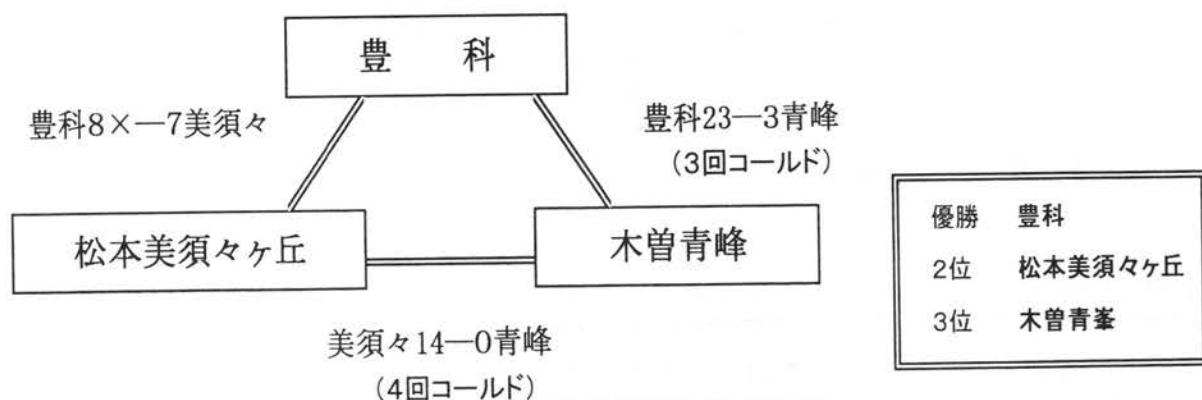 豊　科
豊科8×―7美須々
豊科23―3青峰
(3回コールド)
松本美須々ヶ丘
木曽青峰
美須々14―0青峰
(4回コールド)
優勝　豊科
2位　松本美須々ヶ丘
3位　木曽青峯